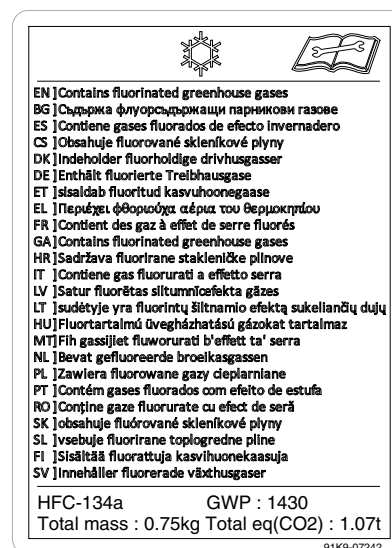 EN ]Contains fluorinated greenhouse gases
BG ]Съдържа флуорсъдържащи парникови газове
ES ]Contiene gases fluorados de efecto invernadero
CS ]Obsahuje fluorované skleníkové plyny
DK]Indeholder fluorholdige drivhusgasser
DE ]Enthält fluorierte Treibhausgase
ET ]sisaldab fluoritud kasvuhoonegaase
EL ]Περιέχει φθοριούχα αέρια του θερμοκηπίου
FR ]Contient des gaz à effet de serre fluorés
GA]Contains fluorinated greenhouse gases
HR]Sadržava fluorirane stakleničke plinove
IT ]Contiene gas fluorurati a effetto serra
LV ]Satur fluorētas siltumnīcefekta gāzes
LT ]sudėtyje yra fluorintų šiltnamio efektą sukeliančių dujų
HU]Fluortartalmú üvegházhatású gázokat tartalmaz
MT]Fih gassijiet fluworurati b'effett ta' serra
NL ]Bevat gefluoreerde broeikasgassen
PL ]Zawiera fluorowane gazy cieplarniane
PT ]Contém gases fluorados com efeito de estufa
RO ]Conţine gaze fluorurate cu efect de seră
SK ]obsahuje fluórované skleníkové plyny
SL ]vsebuje fluorirane toplogredne pline
FI ]Sisältää fluorattuja kasvihuonekaasuja
SV ]Innehåller fluorerade växthusgaser
HFC-134a GWP : 1430
Total mass : 0.75kg Total eq(CO2) : 1.07t
91K9-07242